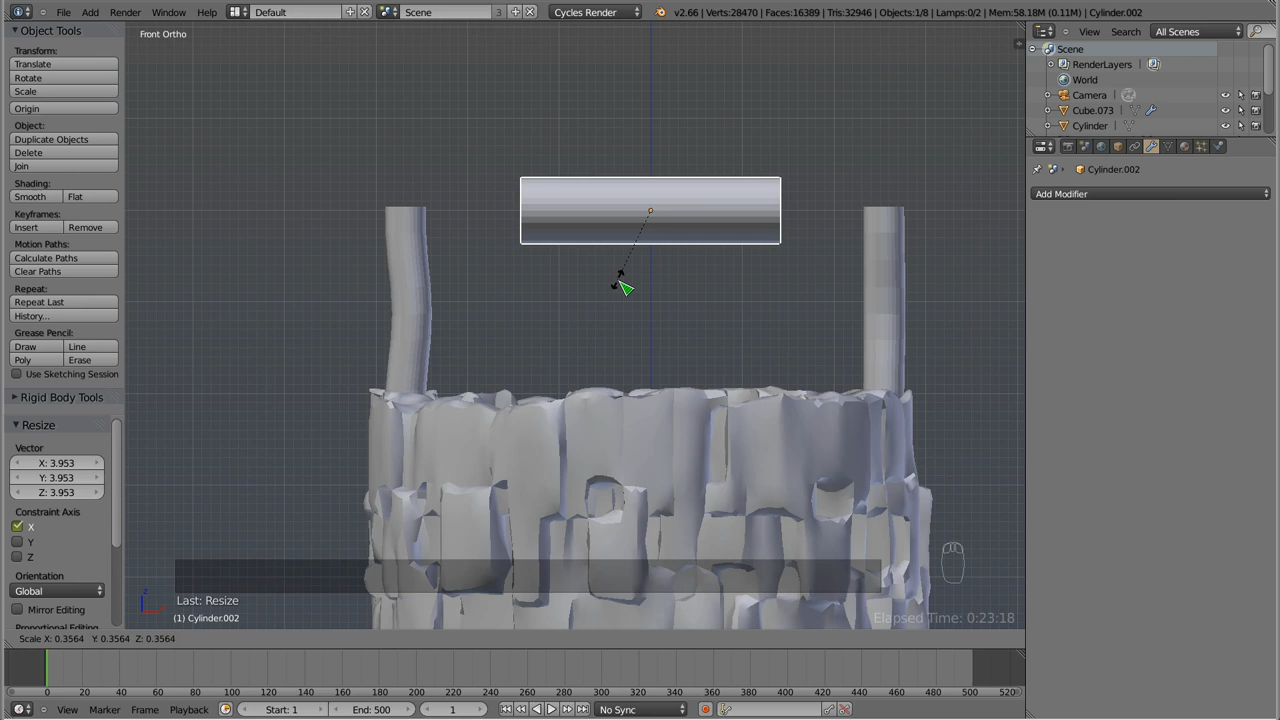 File Add Render Window Help Default Scene 3 Cycles Render v2.66 | Verts:28470 | Faces:16389 | Tris:32946 | Objects:1/8 | Lamps:0/2 | Mem:58.18M (0.11M) | Cylinder.002
Object Tools
Transform:
Translate
Rotate
Scale
Origin
Object:
Duplicate Objects
Delete
Join
Shading:
Smooth Flat
Keyframes:
Insert Remove
Motion Paths:
Calculate Paths
Clear Paths
Repeat:
Repeat Last
History...
Grease Pencil:
Draw Line
Poly Erase
Use Sketching Session
Rigid Body Tools
Resize
Vector
X: 3.953
Y: 3.953
Z: 3.953
Constraint Axis
X
Y
Z
Orientation
Global
Mirror Editing
Front Ortho
Last: Resize
(1) Cylinder.002
Elapsed Time: 0:23:18
Scale X: 0.3564 Y: 0.3564 Z: 0.3564
View Search All Scenes
Scene
RenderLayers
World
Camera
Cube.073
Cylinder
Cylinder.002
Add Modifier
0 20 40 60 80 100 120 140 160 180 200 220 240 260 280 300 320 340 360 380 400 420 440 460 480 500 520
View Marker Frame Playback Start: 1 End: 500 1 No Sync